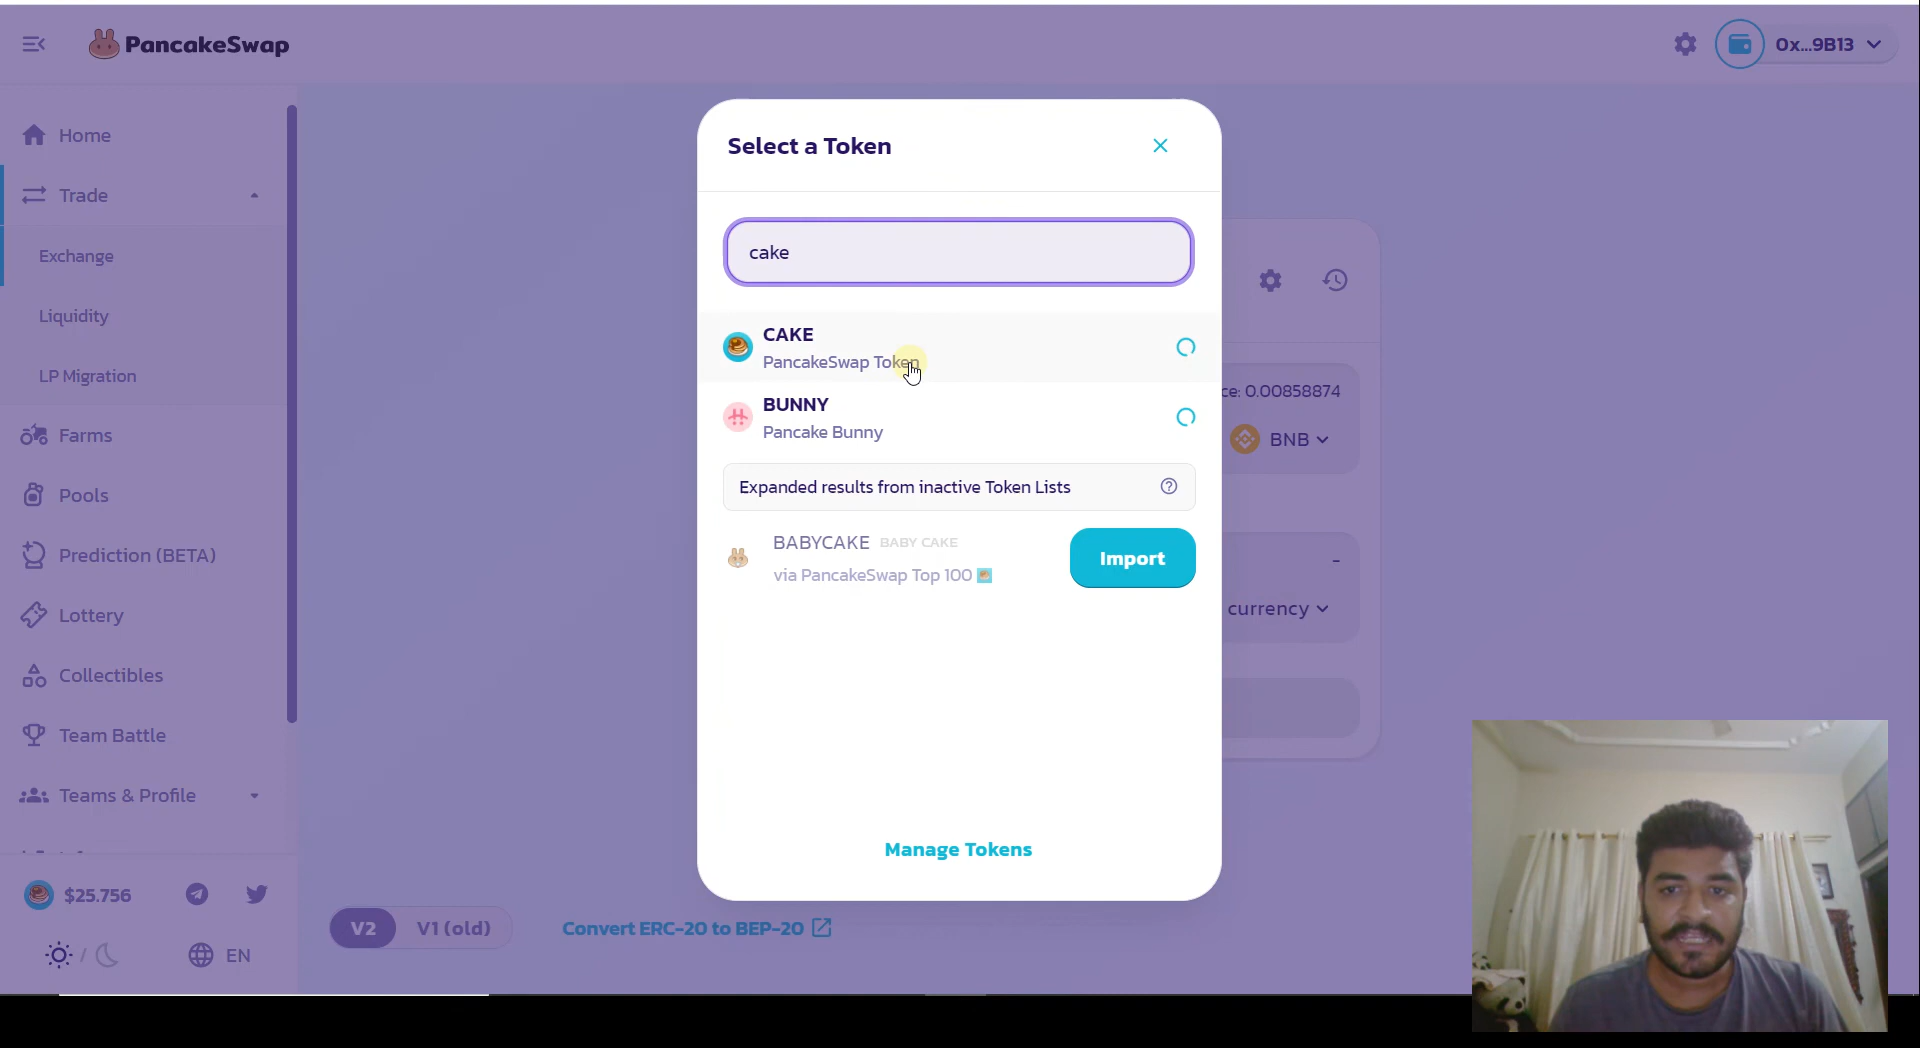 PancakeSwap
0x...9B13
Home
Trade
Exchange
Liquidity
LP Migration
Farms
Pools
Prediction (BETA)
Lottery
Collectibles
Team Battle
Teams & Profile
$25.756
EN
Select a Token
cake
CAKE
PancakeSwap Token
BUNNY
Pancake Bunny
Expanded results from inactive Token Lists
BABYCAKE BABY CAKE
via PancakeSwap Top 100
Import
Manage Tokens
ce: 0.00858874
BNB
-
currency
V2
V1 (old)
Convert ERC-20 to BEP-20